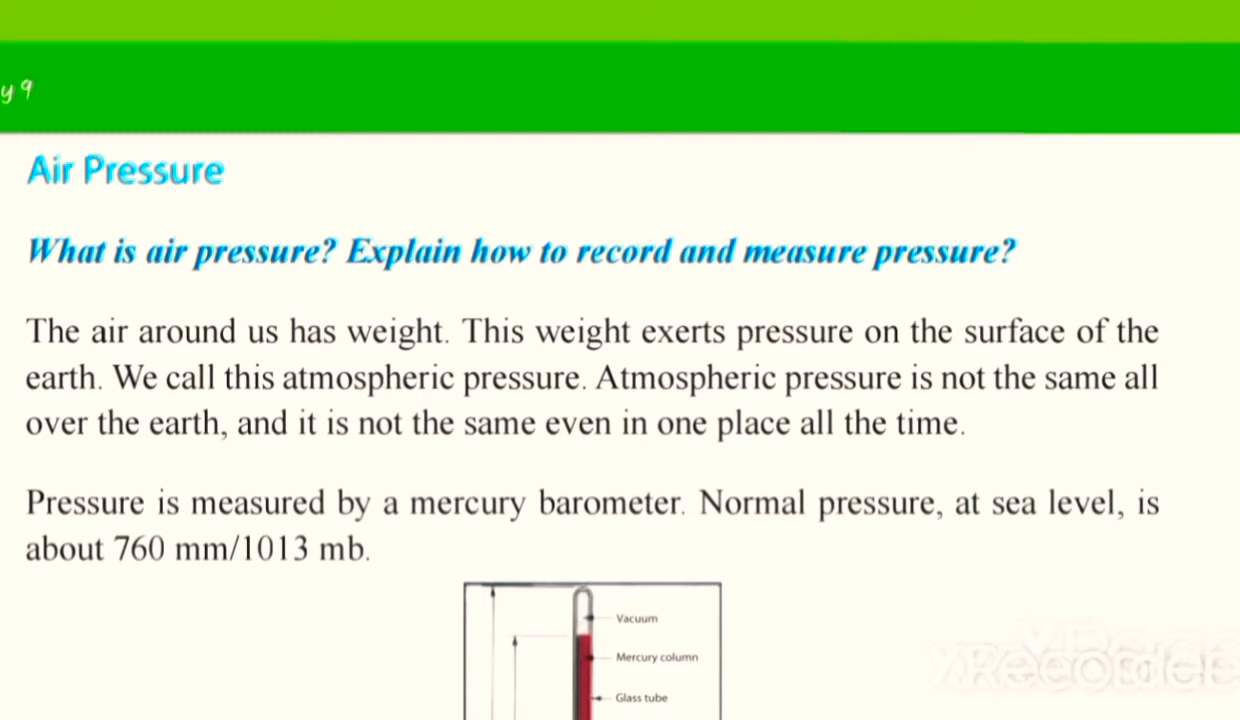 y 9
Air Pressure
What is air pressure? Explain how to record and measure pressure?
The air around us has weight. This weight exerts pressure on the surface of the
earth. We call this atmospheric pressure. Atmospheric pressure is not the same all
over the earth, and it is not the same even in one place all the time.
Pressure is measured by a mercury barometer. Normal pressure, at sea level, is
about 760 mm/1013 mb.
Vacuum
Mercury column
Glass tube